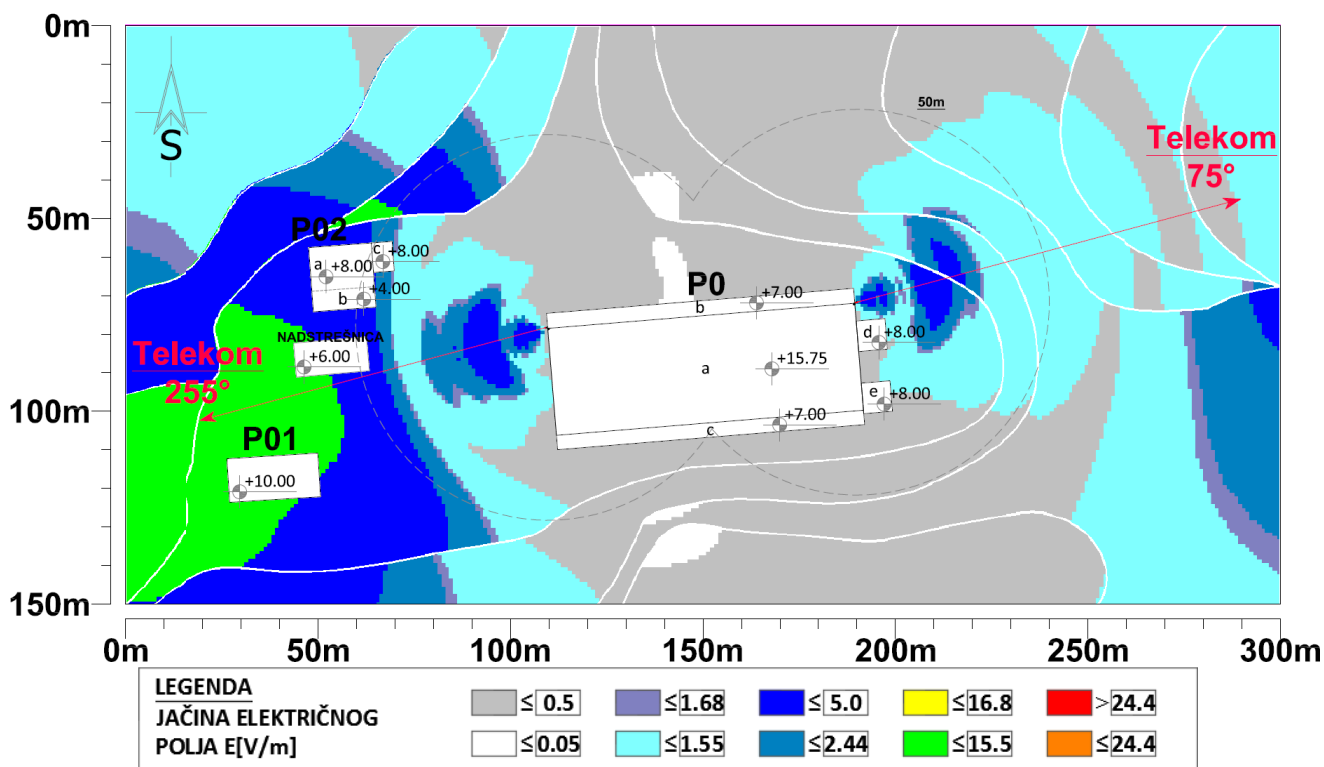 0m
50m
S
Telekom
75°
50m
P02
c
+8.00
a
+8.00
+4.00
b
P0
+7.00
b
d
+8.00
NADSTREŠNICA
+6.00
Telekom
255°
+15.75
a
e
+8.00
+7.00
c
100m
P01
+10.00
150m
0m
50m
100m
150m
200m
250m
300m
LEGENDA
JAČINA ELEKTRIČNOG
POLJA E[V/m]
≤ 0.5
≤ 1.68
≤ 5.0
≤ 16.8
> 24.4
≤ 0.05
≤ 1.55
≤ 2.44
≤ 15.5
≤ 24.4